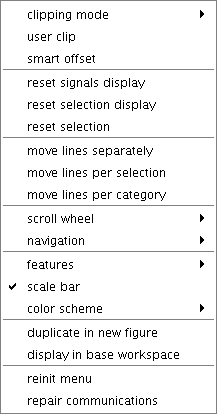 clipping mode
user clip
smart offset
reset signals display
reset selection display
reset selection
move lines separately
move lines per selection
move lines per category
scroll wheel
navigation
features
scale bar
color scheme
duplicate in new figure
display in base workspace
reinit menu
repair communications